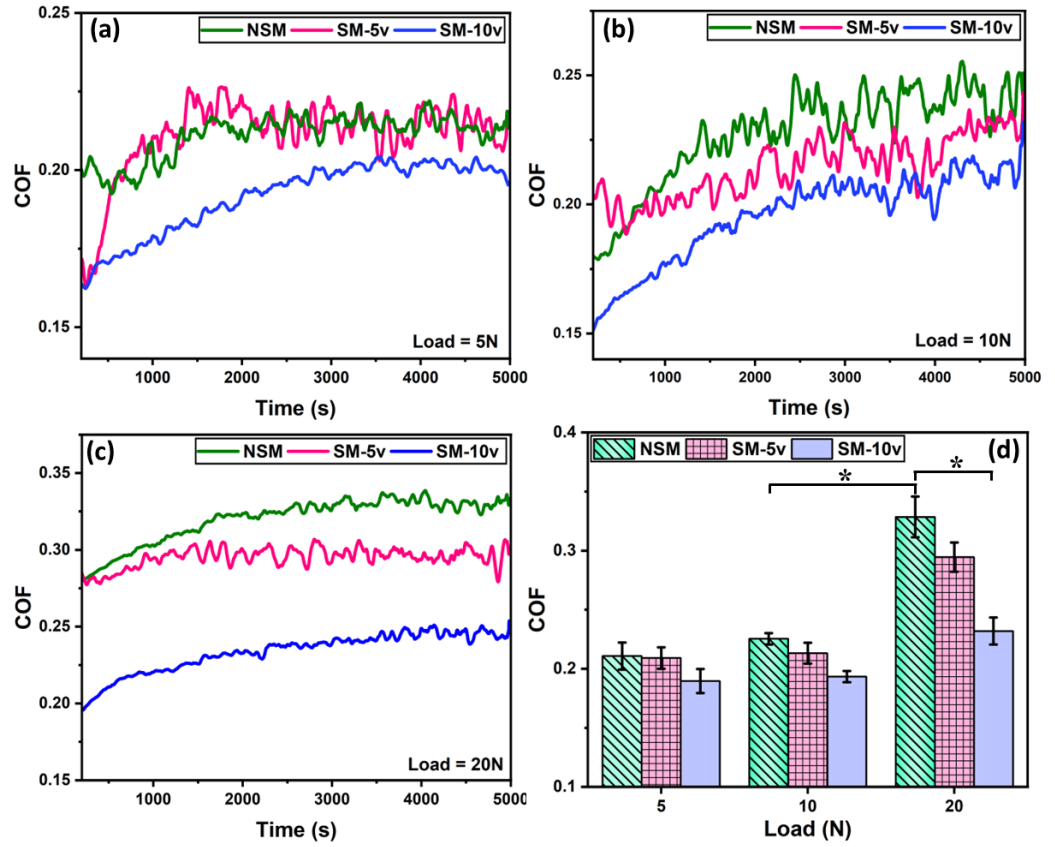 (a)
NSM SM-5v SM-10v
0.25
0.20
0.15
COF
Load = 5N
1000 2000 3000 4000 5000
Time (s)
(b)
NSM SM-5v SM-10v
0.25
0.20
0.15
COF
Load = 10N
1000 2000 3000 4000 5000
Time (s)
(c)
NSM SM-5v SM-10v
0.35
0.30
0.25
0.20
0.15
COF
Load = 20N
1000 2000 3000 4000 5000
Time (s)
(d)
NSM SM-5v SM-10v
* *
0.4
0.3
0.2
0.1
COF
5 10 20
Load (N)